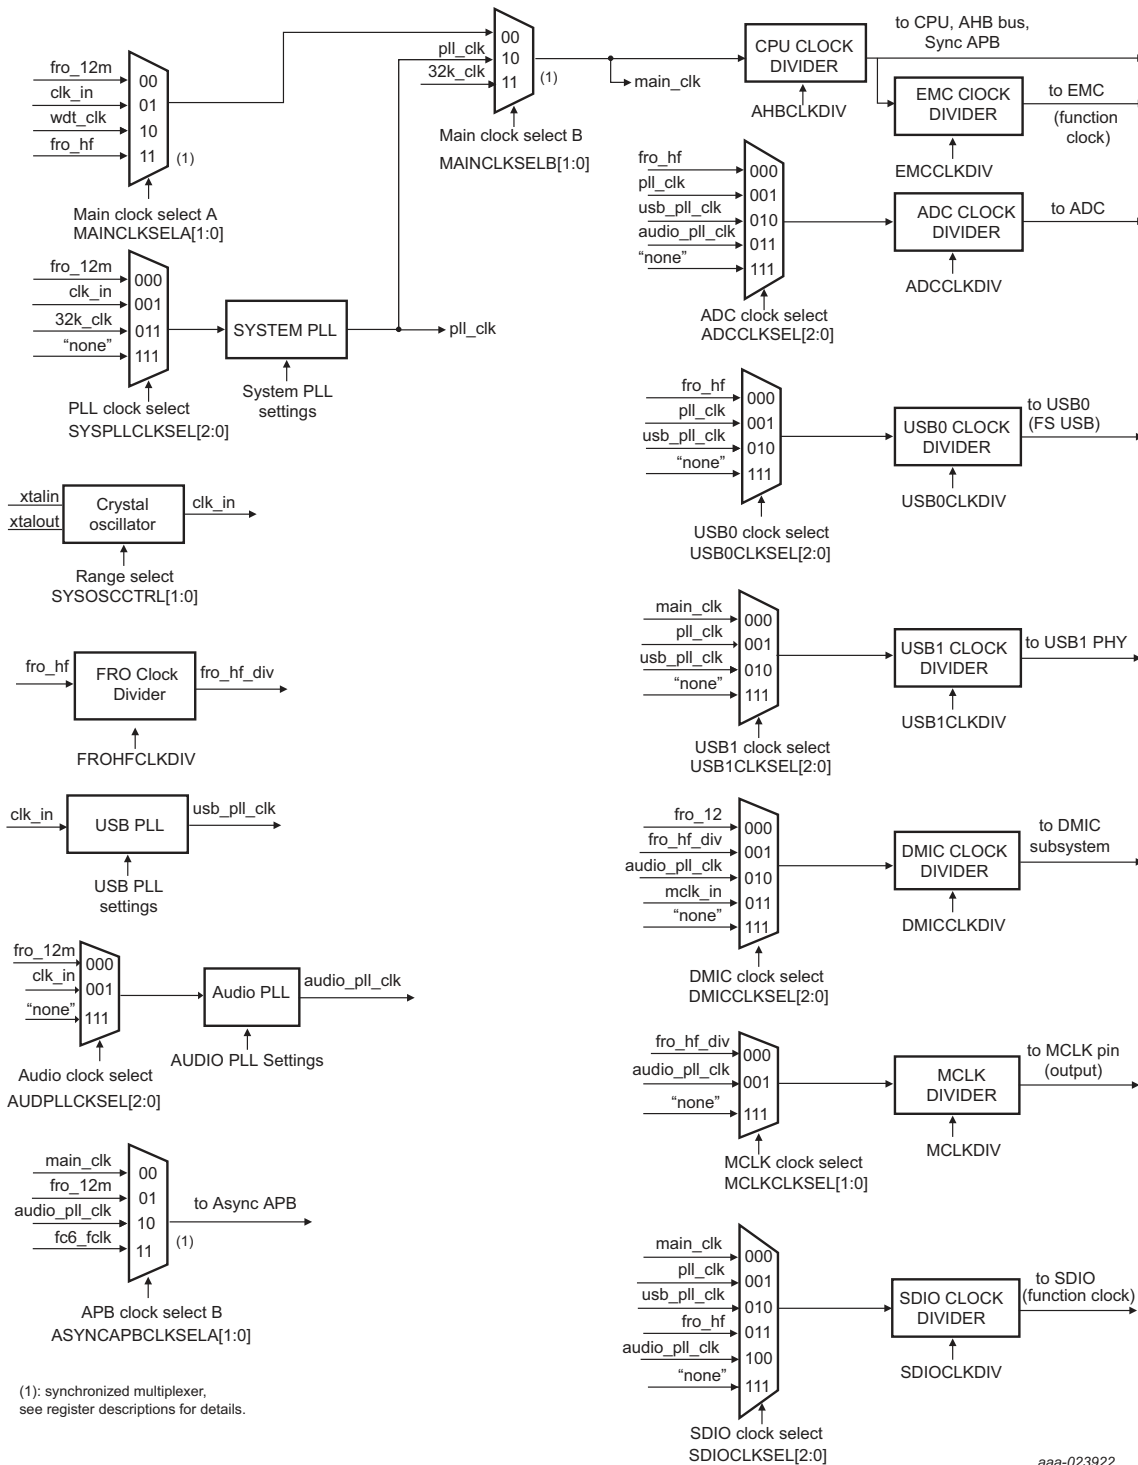 fro_12m
clk_in
wdt_clk
fro_hf
00
01
10
11
(1)
Main clock select A
MAINCLKSELA[1:0]
pll_clk
32k_clk
00
10
11
(1)
Main clock select B
MAINCLKSELB[1:0]
main_clk
CPU CLOCK
DIVIDER
AHBCLKDIV
to CPU, AHB bus,
Sync APB
EMC ClOCK
DIVIDER
EMCCLKDIV
to EMC
(function
clock)
fro_12m
clk_in
32k_clk
“none”
000
001
011
111
PLL clock select
SYSPLLCLKSEL[2:0]
SYSTEM PLL
System PLL
settings
pll_clk
fro_hf
pll_clk
usb_pll_clk
audio_pll_clk
“none”
000
001
010
011
111
ADC clock select
ADCCLKSEL[2:0]
ADC CLOCK
DIVIDER
ADCCLKDIV
to ADC
fro_hf
pll_clk
usb_pll_clk
“none”
000
001
010
111
USB0 clock select
USB0CLKSEL[2:0]
USB0 CLOCK
DIVIDER
USB0CLKDIV
to USB0
(FS USB)
xtalin
xtalout
Crystal
oscillator
clk_in
Range select
SYSOSCCTRL[1:0]
main_clk
pll_clk
usb_pll_clk
“none”
000
001
010
111
USB1 clock select
USB1CLKSEL[2:0]
USB1 CLOCK
DIVIDER
USB1CLKDIV
to USB1 PHY
fro_hf
FRO Clock
Divider
fro_hf_div
FROHFCLKDIV
clk_in
USB PLL
usb_pll_clk
USB PLL
settings
fro_12
fro_hf_div
audio_pll_clk
mclk_in
“none”
000
001
010
011
111
DMIC clock select
DMICCLKSEL[2:0]
DMIC CLOCK
DIVIDER
DMICCLKDIV
to DMIC
subsystem
fro_12m
clk_in
“none”
000
001
111
Audio clock select
AUDPLLCKSEL[2:0]
Audio PLL
AUDIO PLL Settings
audio_pll_clk
fro_hf_div
audio_pll_clk
“none”
000
001
111
MCLK clock select
MCLKCLKSEL[1:0]
MCLK
DIVIDER
MCLKDIV
to MCLK pin
(output)
main_clk
fro_12m
audio_pll_clk
fc6_fclk
00
01
10
11
(1)
to Async APB
APB clock select B
ASYNCAPBCLKSELA[1:0]
main_clk
pll_clk
usb_pll_clk
fro_hf
audio_pll_clk
“none”
000
001
010
011
100
111
SDIO clock select
SDIOCLKSEL[2:0]
SDIO CLOCK
DIVIDER
SDIOCLKDIV
to SDIO
(function clock)
(1): synchronized multiplexer,
see register descriptions for details.
aaa-023922